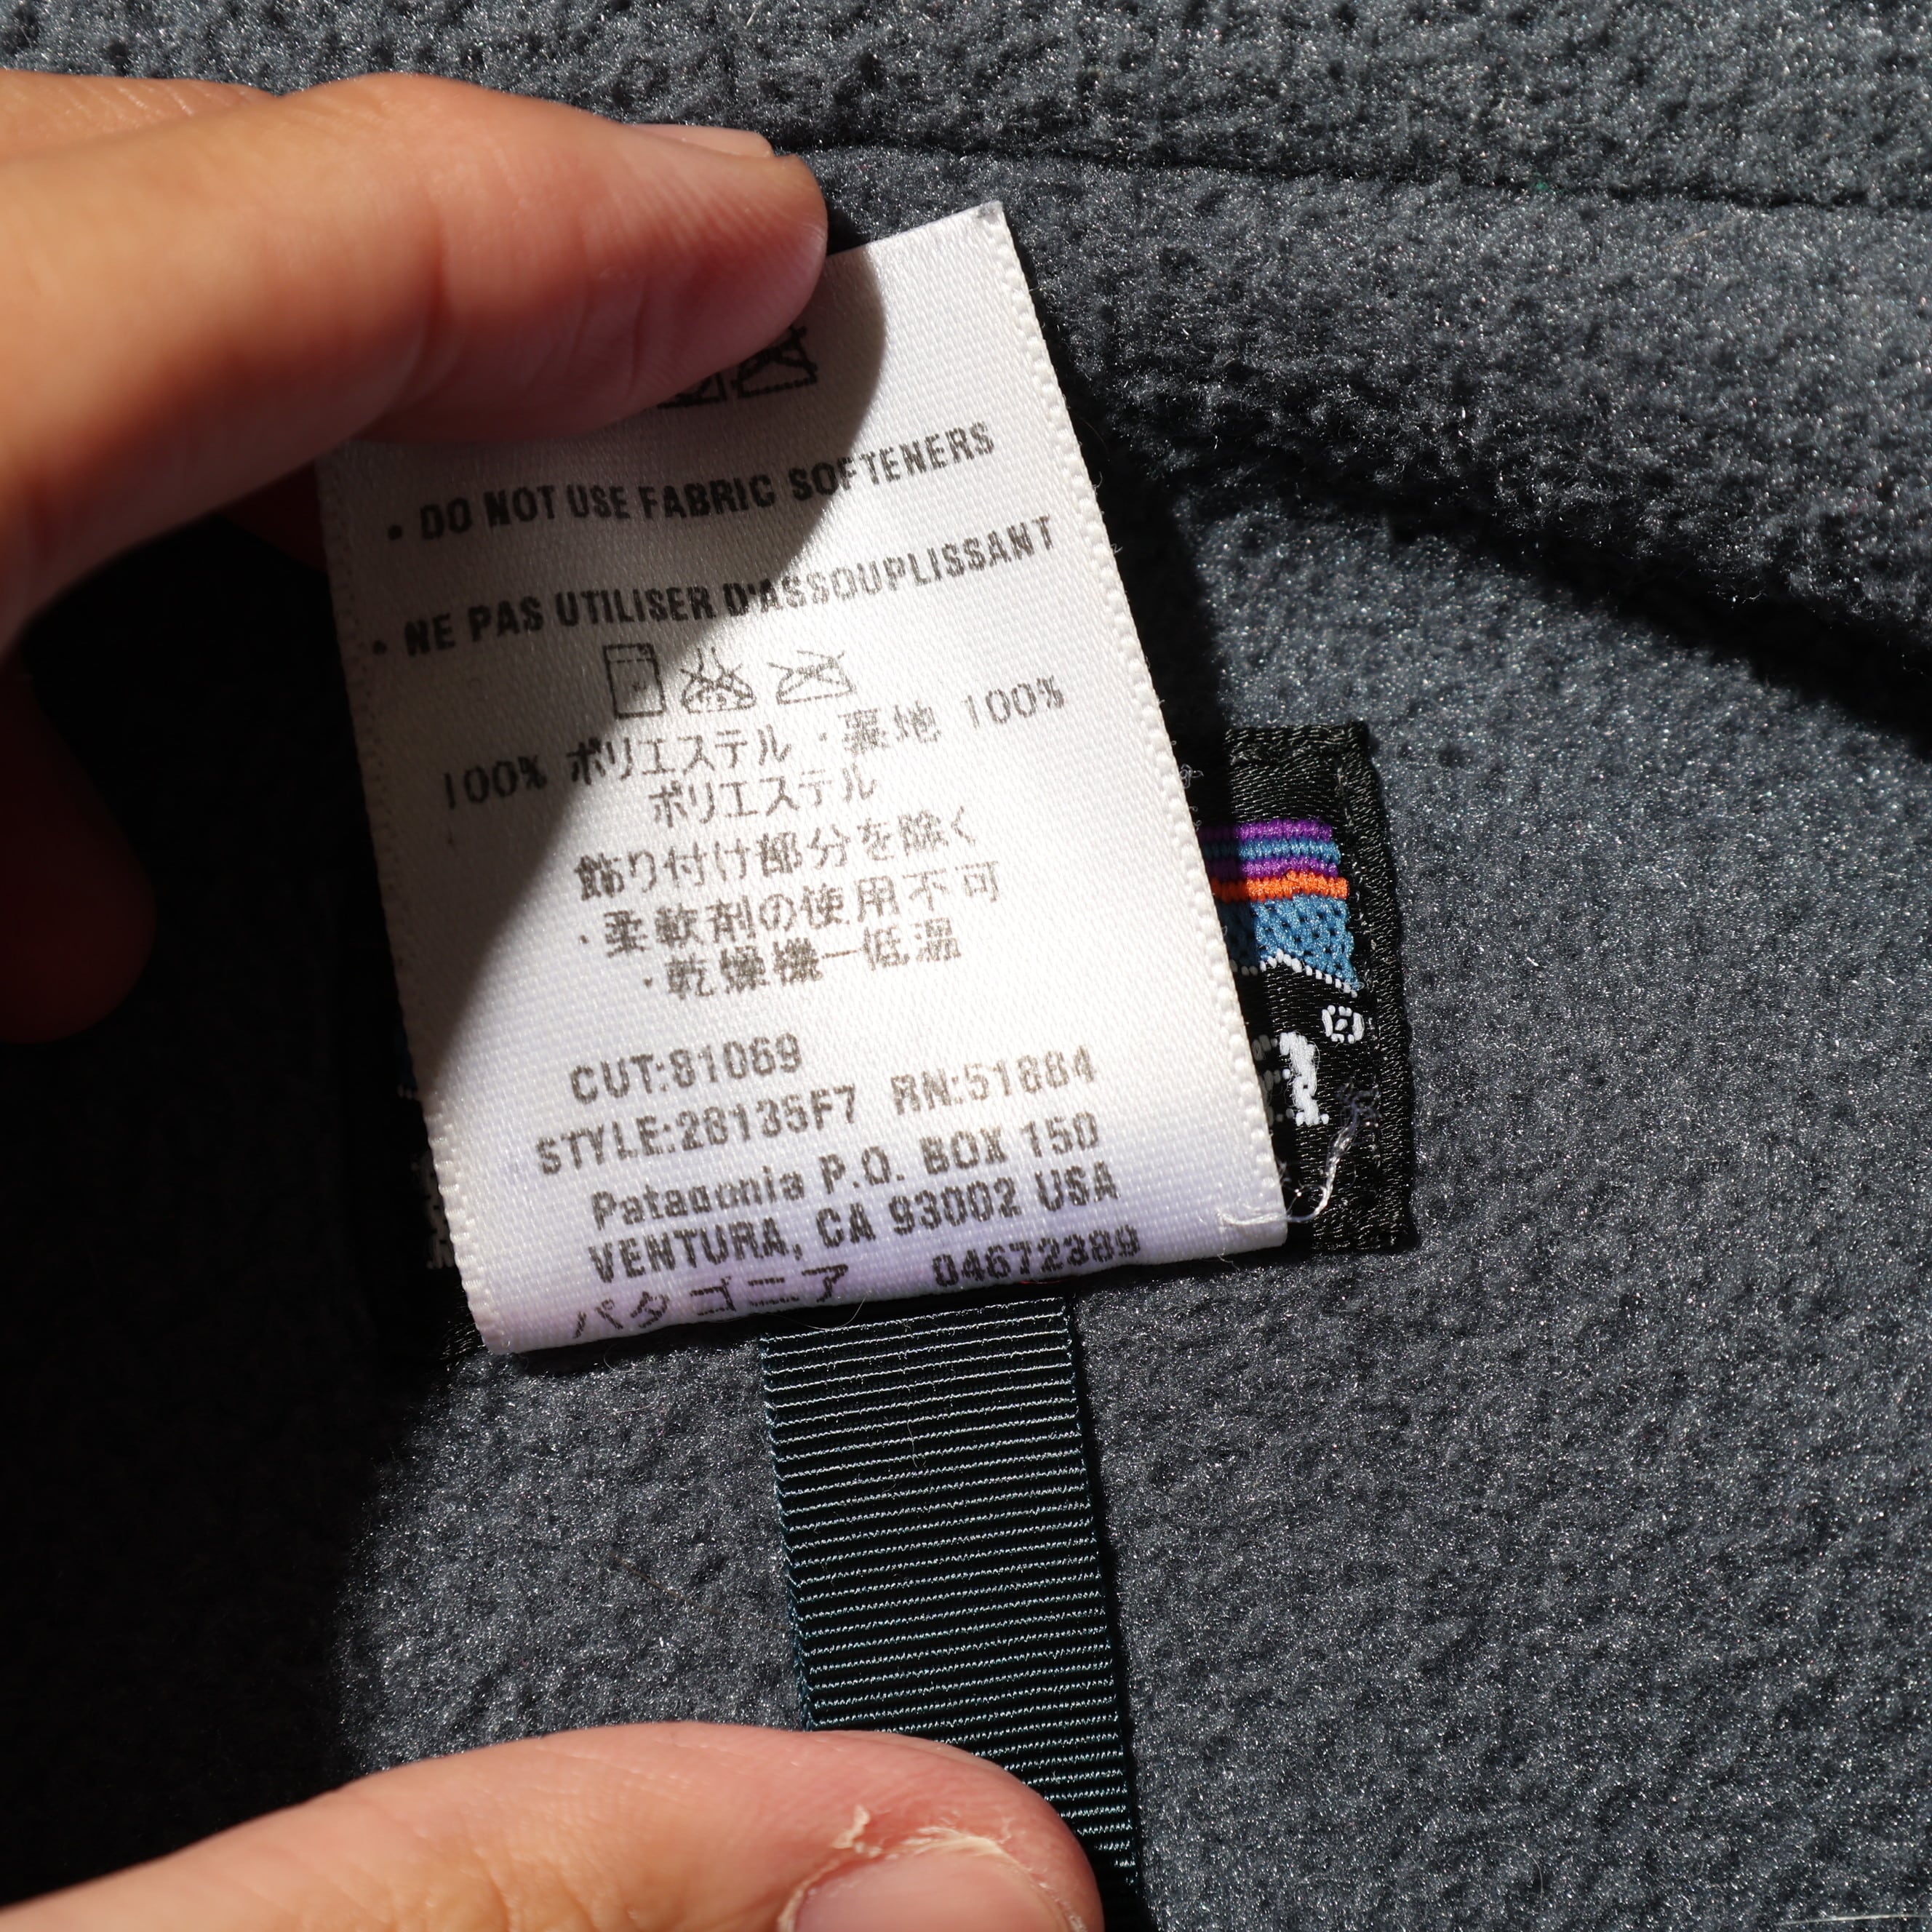 • DO NOT USE FABRIC SOFTENERS
• NE PAS UTILISER D'ASSOUPLISSANT
100% ポリエステル・裏地 100%
ポリエステル
飾り付け部分を除く
・柔軟剤の使用不可
・乾燥機ー低温
CUT:81069
STYLE:28135F7 RN:51884
Patagonia P.O. BOX 150
VENTURA, CA 93002 USA
パタゴニア 04672389